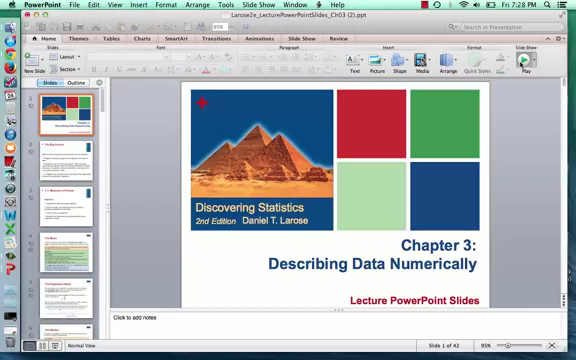 PowerPoint File Edit View Insert Format Arrange Tools Slide Show Window Help Fri 7:28 PM
Larose2e_LecturePowerPointSlides_Ch03 (2).ppt
95%
Home Themes Tables Charts SmartArt Transitions Animations Slide Show Review
Slides Font Paragraph Insert Format Slide Show
New Slide Layout Section Text Picture Shape Media Arrange Quick Styles Play
Slides Outline
Discovering Statistics
2nd Edition Daniel T. Larose
Chapter 3:
Describing Data Numerically
Lecture PowerPoint Slides
Click to add notes
Normal View Slide 1 of 42 95%